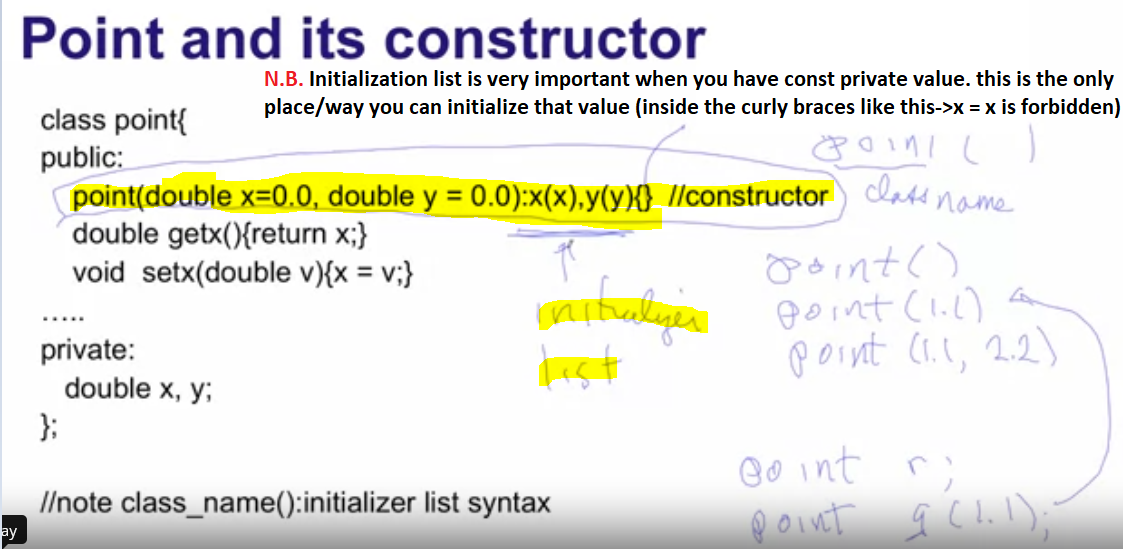 Point and its constructor
N.B. Initialization list is very important when you have const private value. this is the only
place/way you can initialize that value (inside the curly braces like this->x = x is forbidden)
class point{
public:
point(double x=0.0, double y = 0.0):x(x),y(y){} //constructor
double getx(){return x;}
void setx(double v){x = v;}
.....
private:
double x, y;
};
//note class_name():initializer list syntax
point ( )
class name
initializer
list
point()
point (1.1)
point (1.1, 2.2)
point r;
point q(1.1);
ay